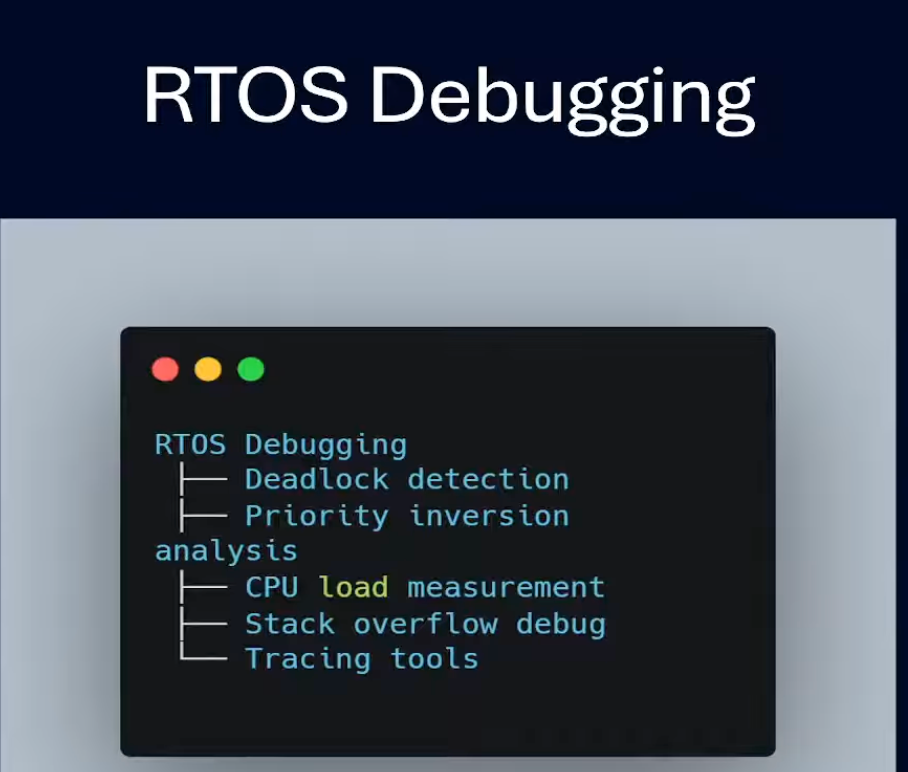 RTOS Debugging
RTOS Debugging
├── Deadlock detection
├── Priority inversion
analysis
├── CPU load measurement
├── Stack overflow debug
└── Tracing tools